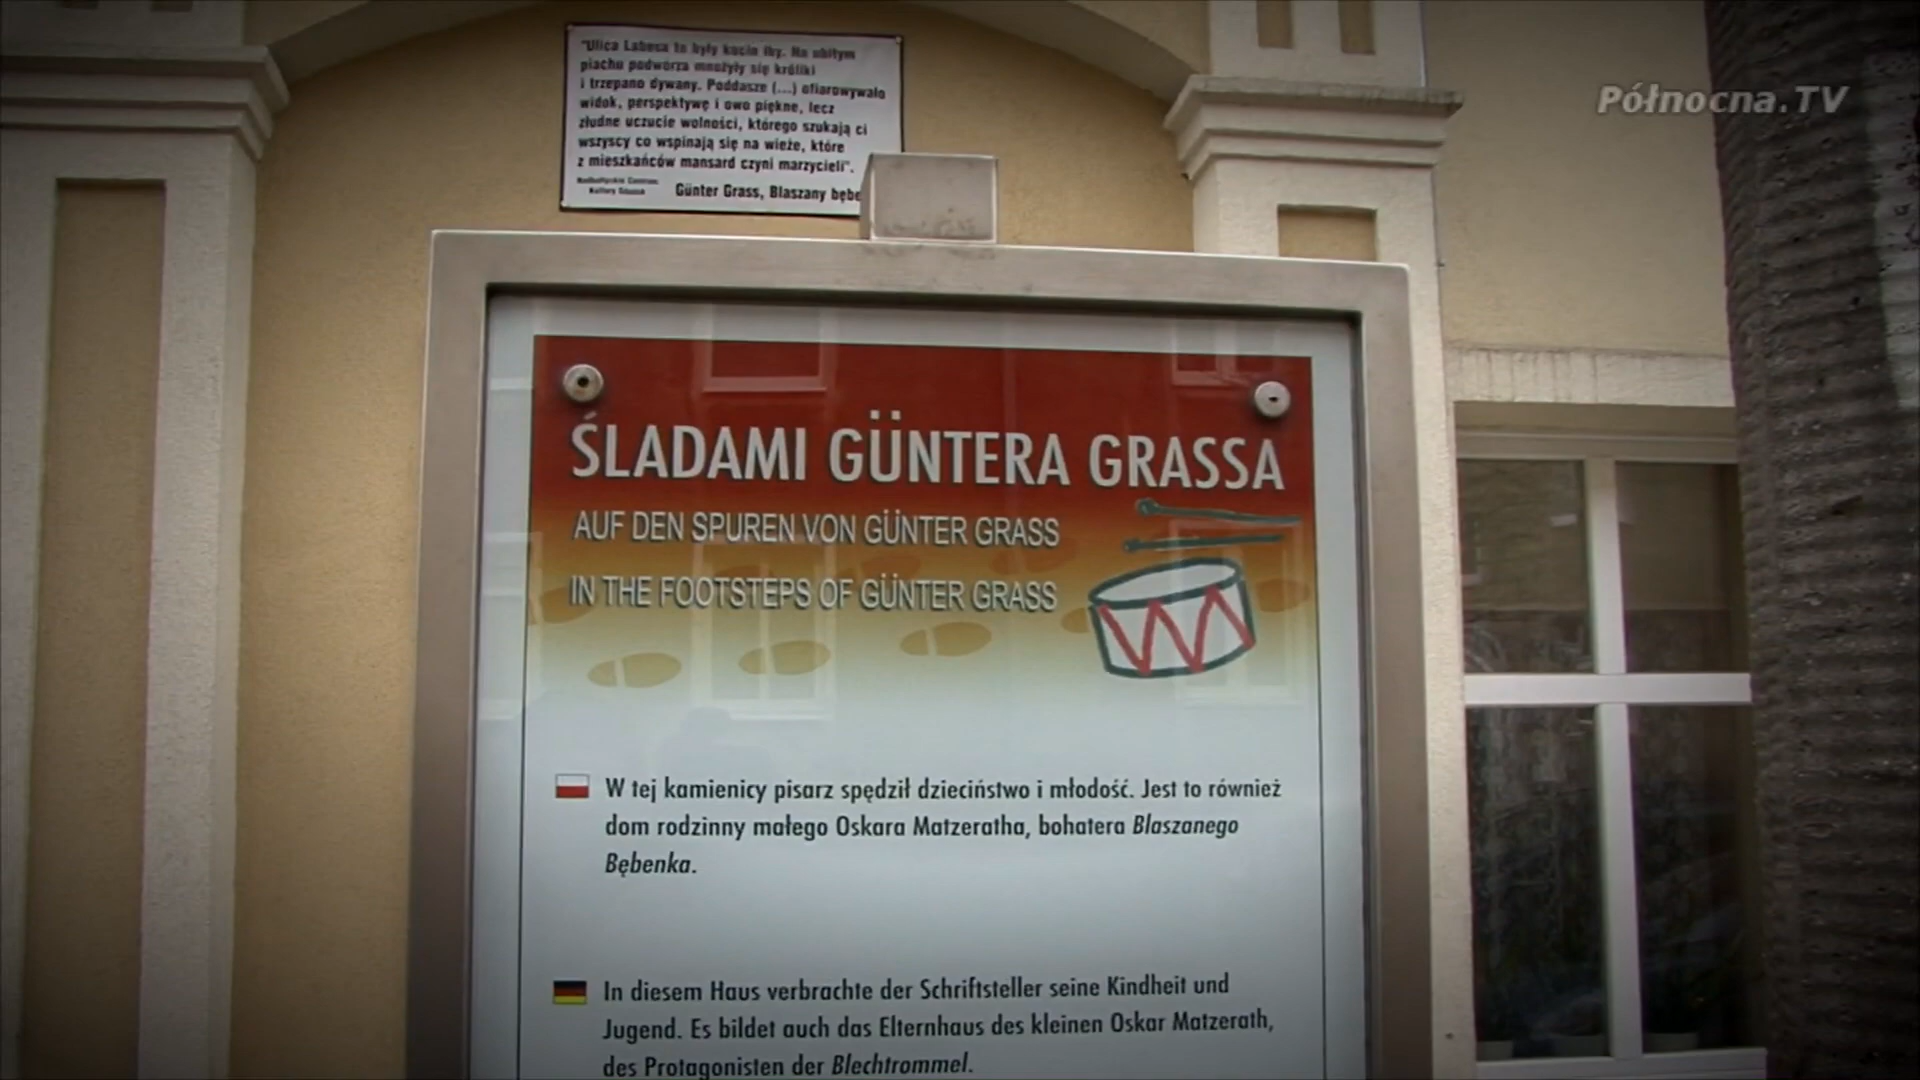 "Ulica Labesa to były kocie łby. Na ubitym
piachu podwórza mnożyły się króliki
i trzepano dywany. Poddasze (...) ofiarowywało
widok, perspektywę i owo piękne, lecz
złudne uczucie wolności, którego szukają ci
wszyscy co wspinają się na wieże, które
z mieszkańców mansard czyni marzycieli".
Nadbałtyckie Centrum
Kultury Gdańsk
Günter Grass, Blaszany bębe
Północna.TV
ŚLADAMI GÜNTERA GRASSA
AUF DEN SPUREN VON GÜNTER GRASS
IN THE FOOTSTEPS OF GÜNTER GRASS
W tej kamienicy pisarz spędził dzieciństwo i młodość. Jest to również
dom rodzinny małego Oskara Matzeratha, bohatera Blaszanego
Bębenka.
In diesem Haus verbrachte der Schriftsteller seine Kindheit und
Jugend. Es bildet auch das Elternhaus des kleinen Oskar Matzerath,
des Protagonisten der Blechtrommel.